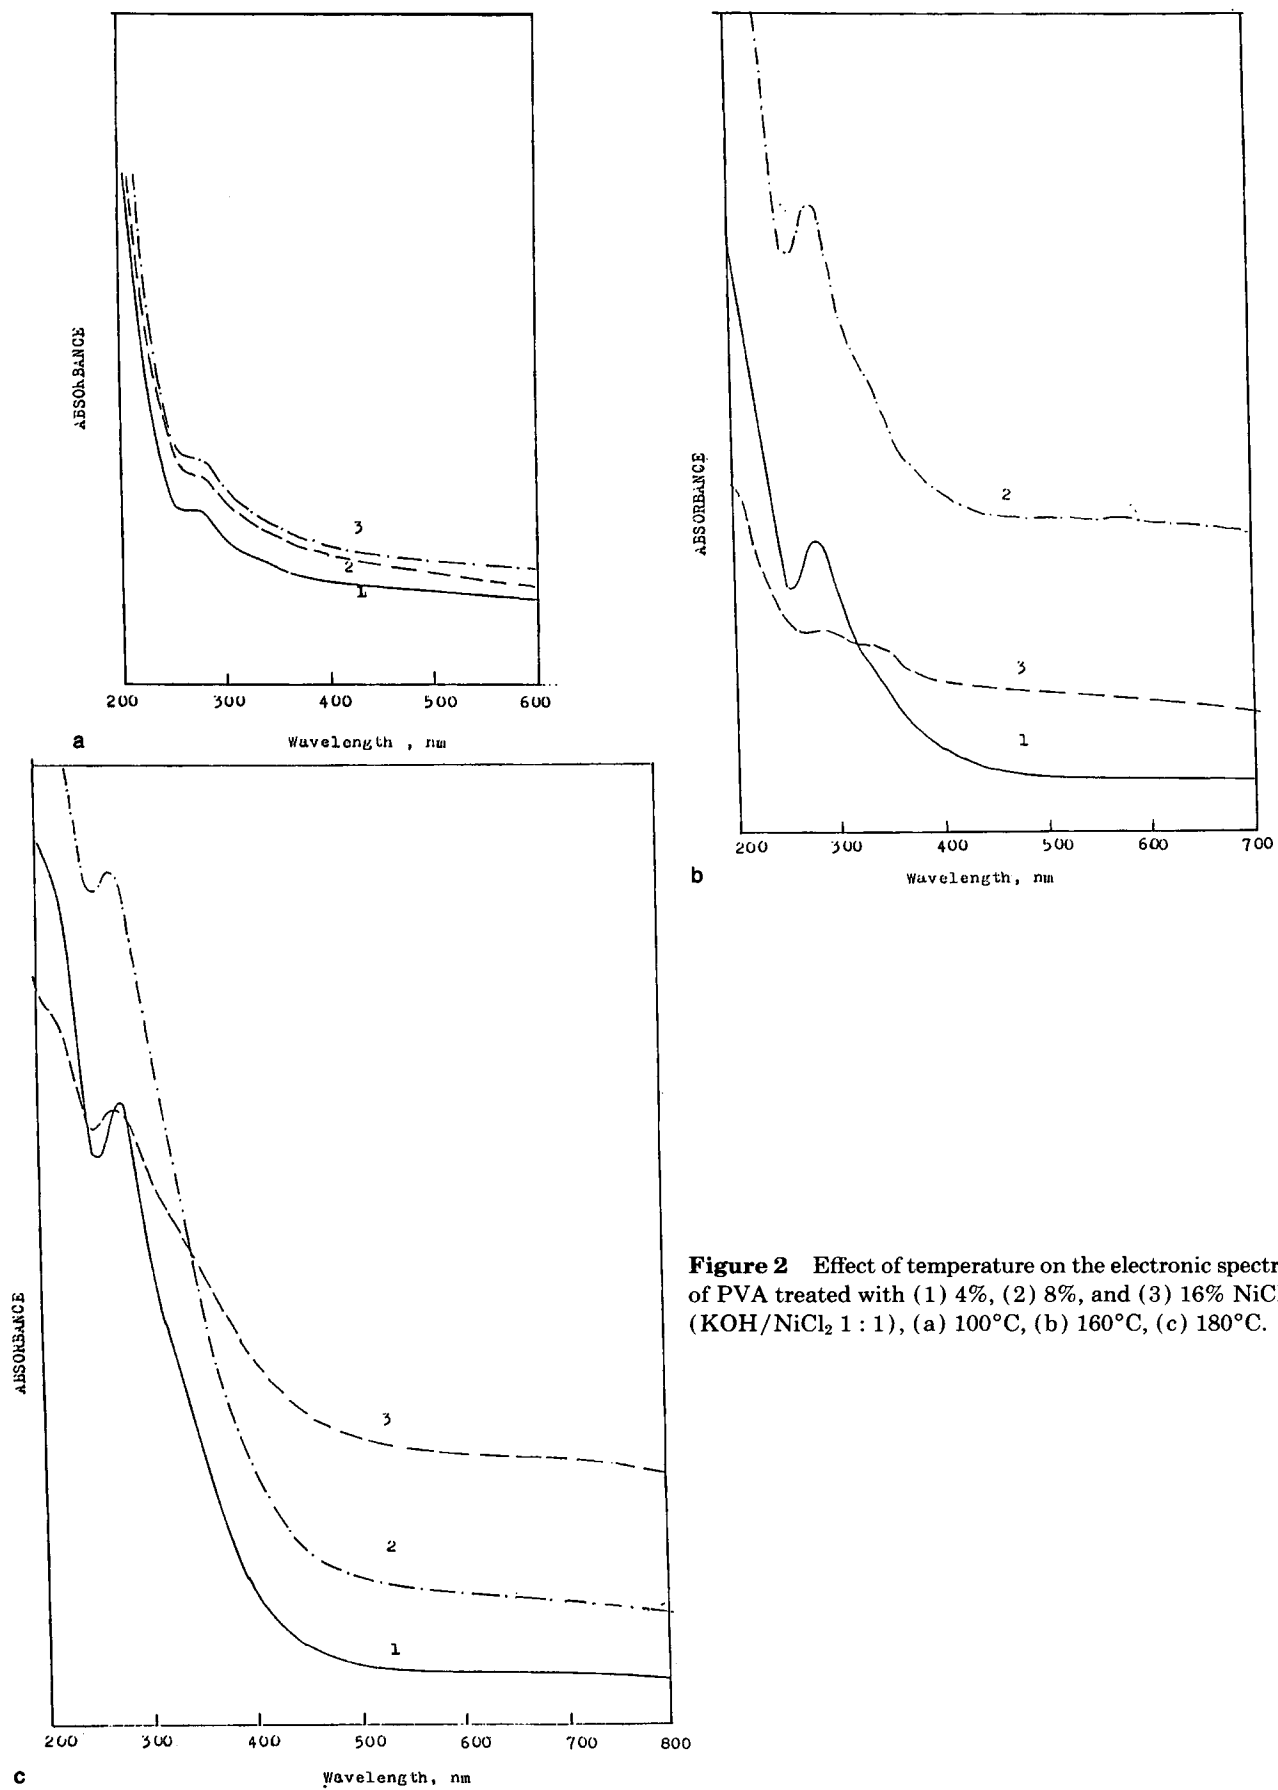 ABSORBANCE
3
2
1
200 300 400 500 600
a
Wavelength , nm
ABSORBANCE
2
3
1
200 300 400 500 600 700
b
Wavelength, nm
ABSORBANCE
3
2
1
200 300 400 500 600 700 800
c
Wavelength, nm
Figure 2 Effect of temperature on the electronic spectr
of PVA treated with (1) 4%, (2) 8%, and (3) 16% NiC
(KOH/NiCl₂ 1 : 1), (a) 100°C, (b) 160°C, (c) 180°C.